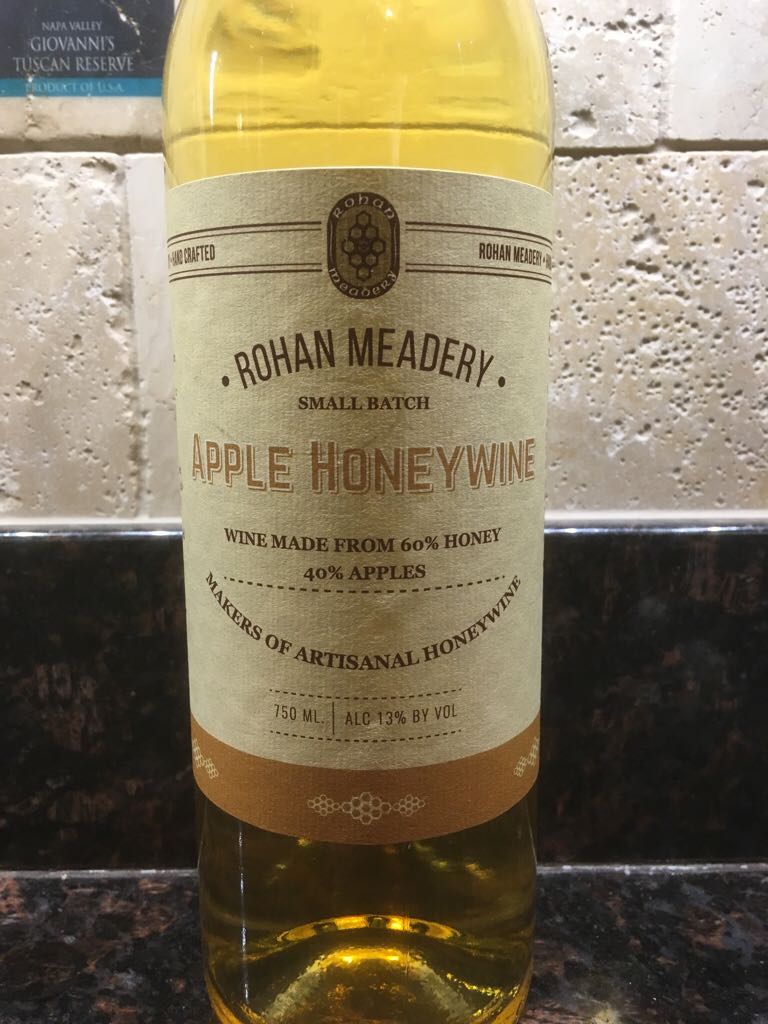 NAPA VALLEY
GIOVANNI'S
TUSCAN RESERVE
PRODUCT OF U.S.A.
Rohan
Meadery
HAND CRAFTED
ROHAN MEADERY •
• ROHAN MEADERY •
SMALL BATCH
APPLE HONEYWINE
WINE MADE FROM 60% HONEY
40% APPLES
MAKERS OF ARTISANAL HONEYWINE
750 ML. | ALC 13% BY VOL